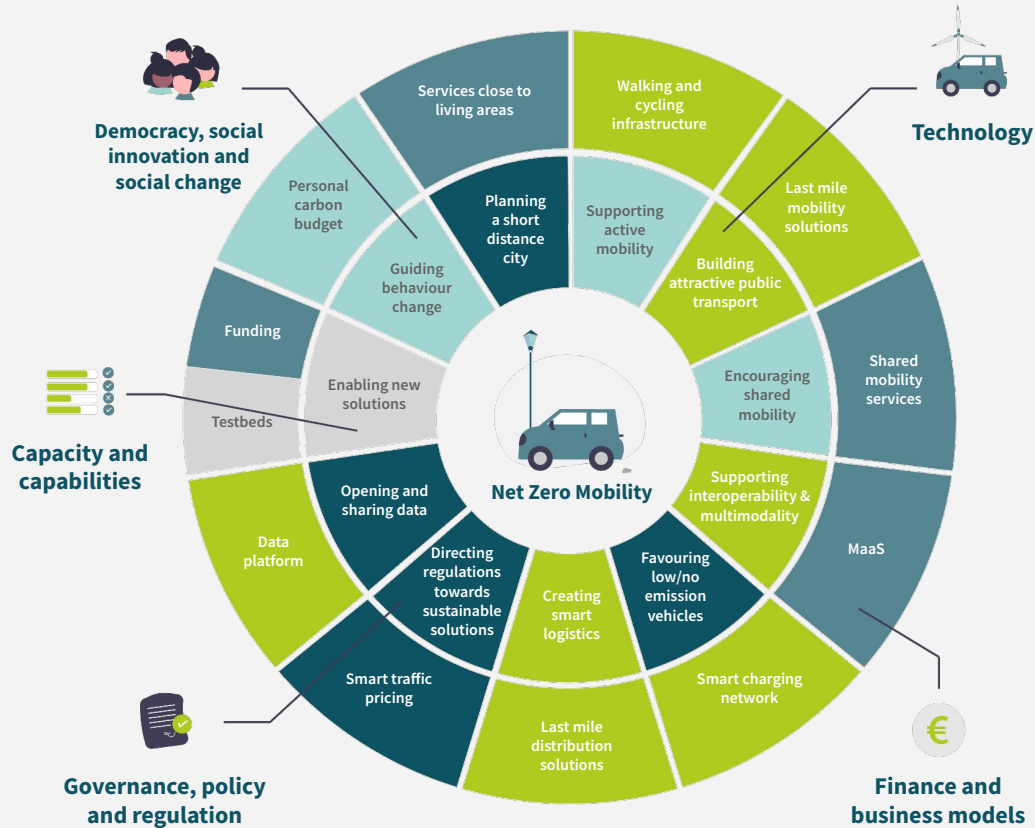 Democracy, social
innovation and
social change
Technology
Services close to
living areas
Walking and
cycling
infrastructure
Personal
carbon
budget
Last mile
mobility
solutions
Planning
a short
distance
city
Supporting
active
mobility
Guiding
behaviour
change
Building
attractive public
transport
Funding
Testbeds
Enabling new
solutions
Encouraging
shared
mobility
Shared
mobility
services
Capacity and
capabilities
Net Zero Mobility
Opening and
sharing data
Supporting
interoperability &
multimodality
Data
platform
MaaS
Directing
regulations
towards
sustainable
solutions
Creating
smart
logistics
Favouring
low/no
emission
vehicles
Smart traffic
pricing
Last mile
distribution
solutions
Smart charging
network
€
Governance, policy
and regulation
Finance and
business models